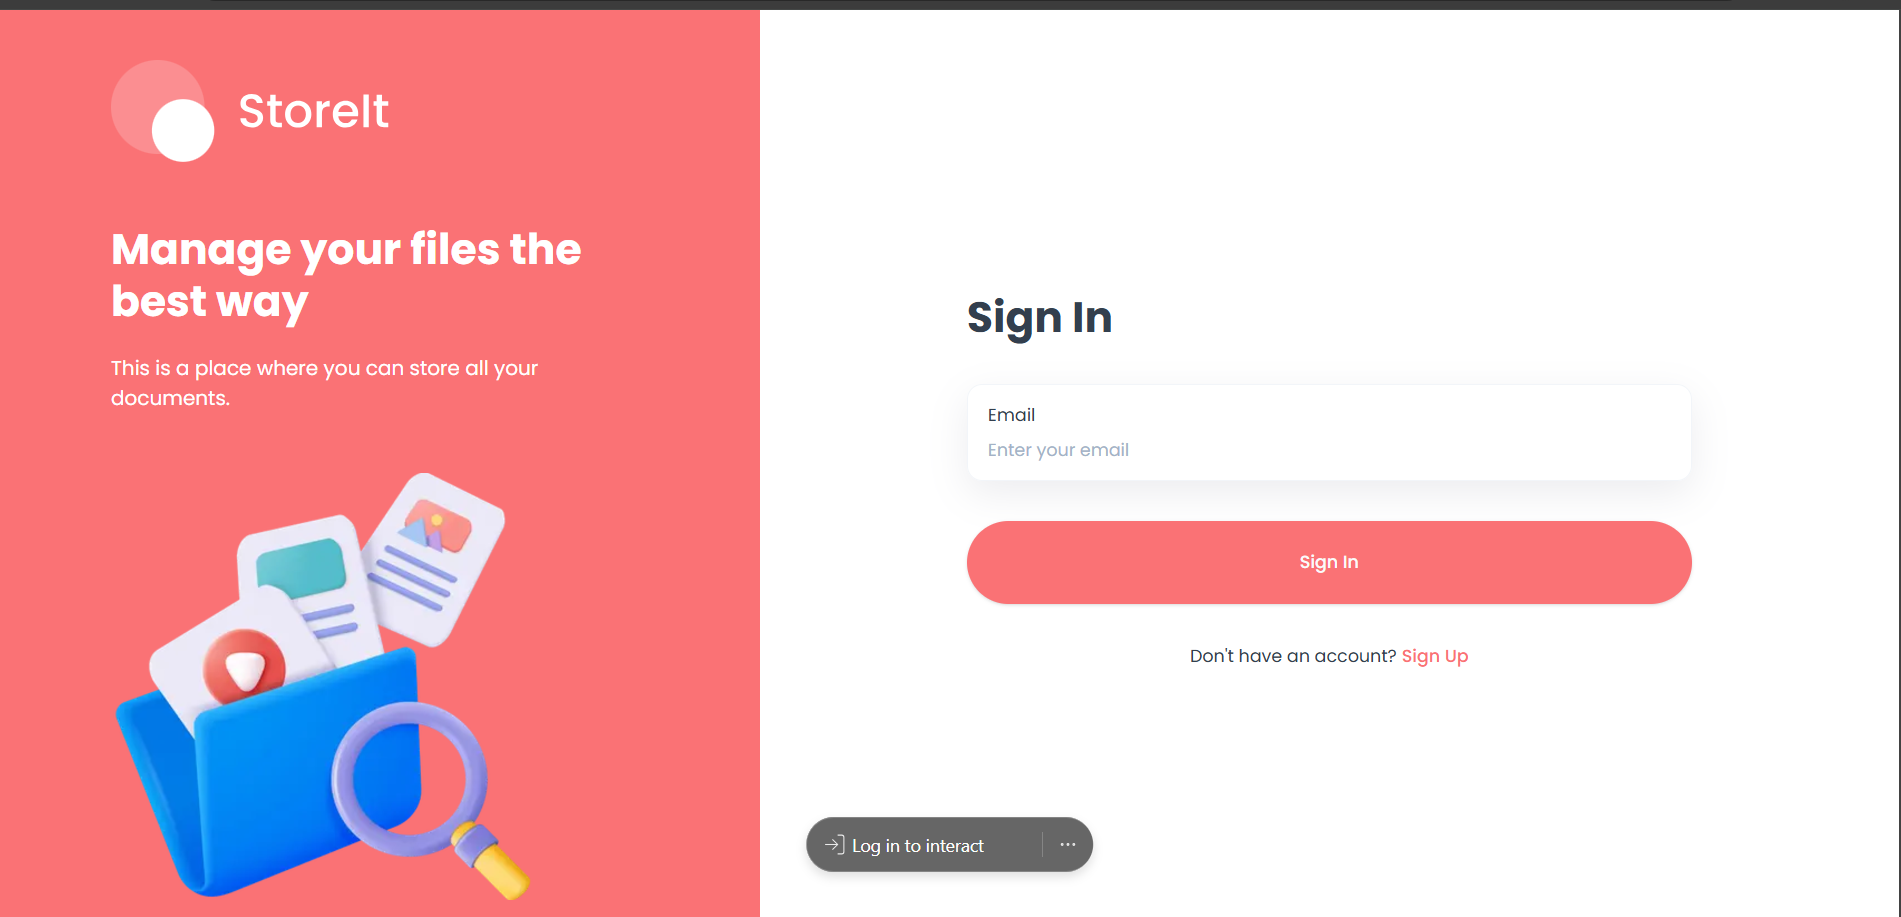 StoreIt
Manage your files the
best way
This is a place where you can store all your
documents.
Sign In
Email
Enter your email
Sign In
Don't have an account? Sign Up
Log in to interact